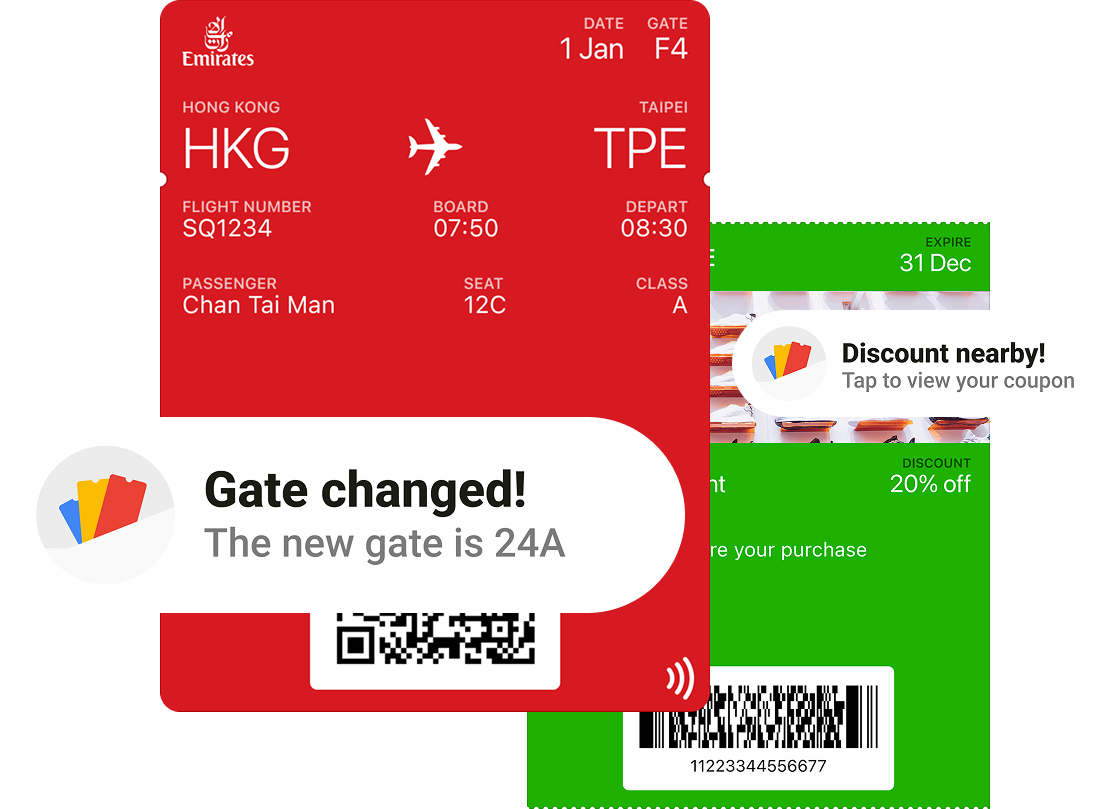 Emirates
DATE GATE
1 Jan F4
HONG KONG TAIPEI
HKG TPE
FLIGHT NUMBER BOARD DEPART
SQ1234 07:50 08:30
PASSENGER SEAT CLASS
Chan Tai Man 12C A
Gate changed!
The new gate is 24A
EXPIRE
31 Dec
Discount nearby!
Tap to view your coupon
DISCOUNT
20% off
your purchase
11223344556677